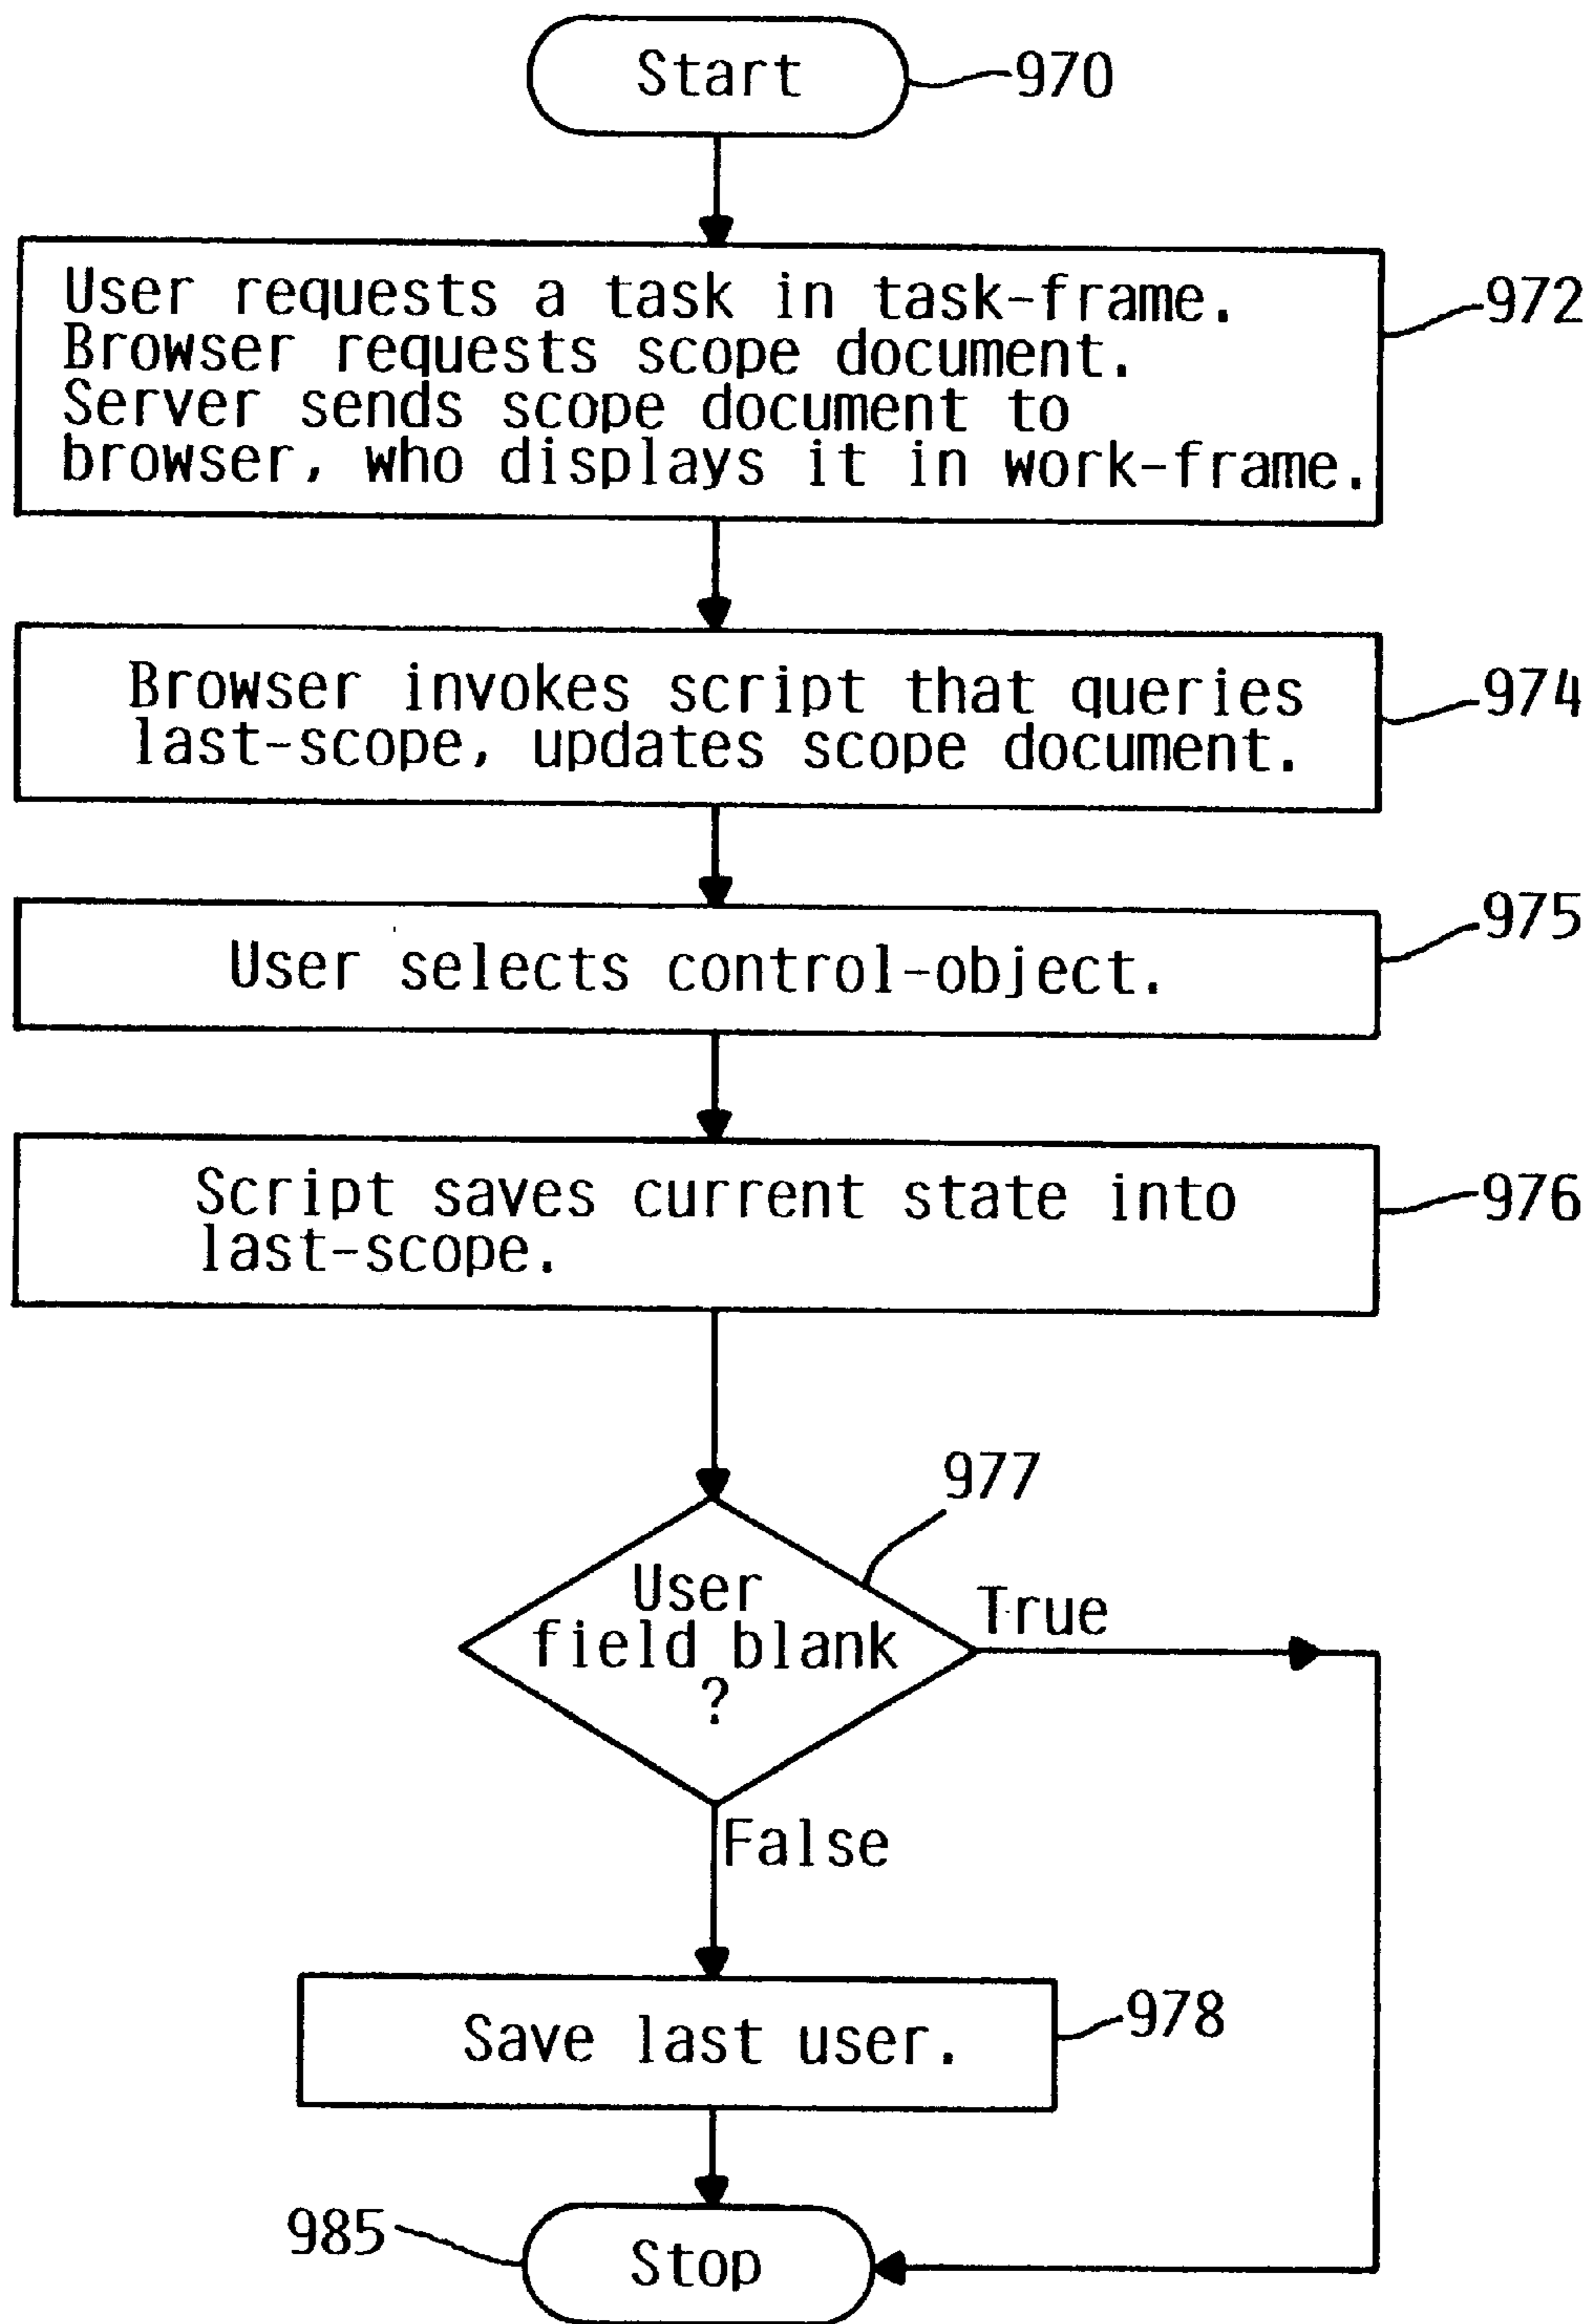 Start
970
User requests a task in task-frame.
Browser requests scope document.
Server sends scope document to
browser, who displays it in work-frame.
972
Browser invokes script that queries
last-scope, updates scope document.
974
User selects control-object.
975
Script saves current state into
last-scope.
976
977
User
field blank
?
True
False
Save last user.
978
985
Stop